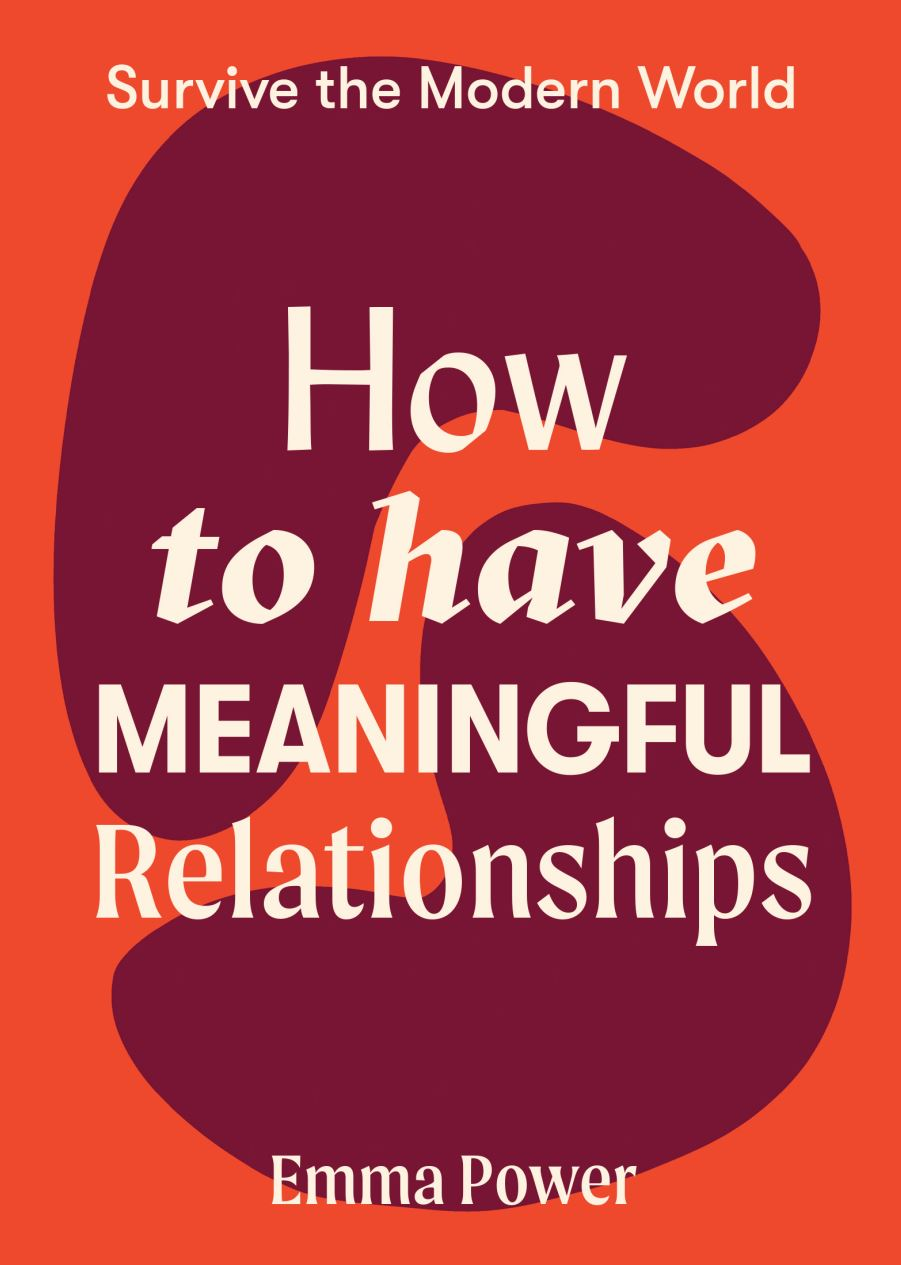 Survive the Modern World
How
to have
MEANINGFUL
Relationships
Emma Power